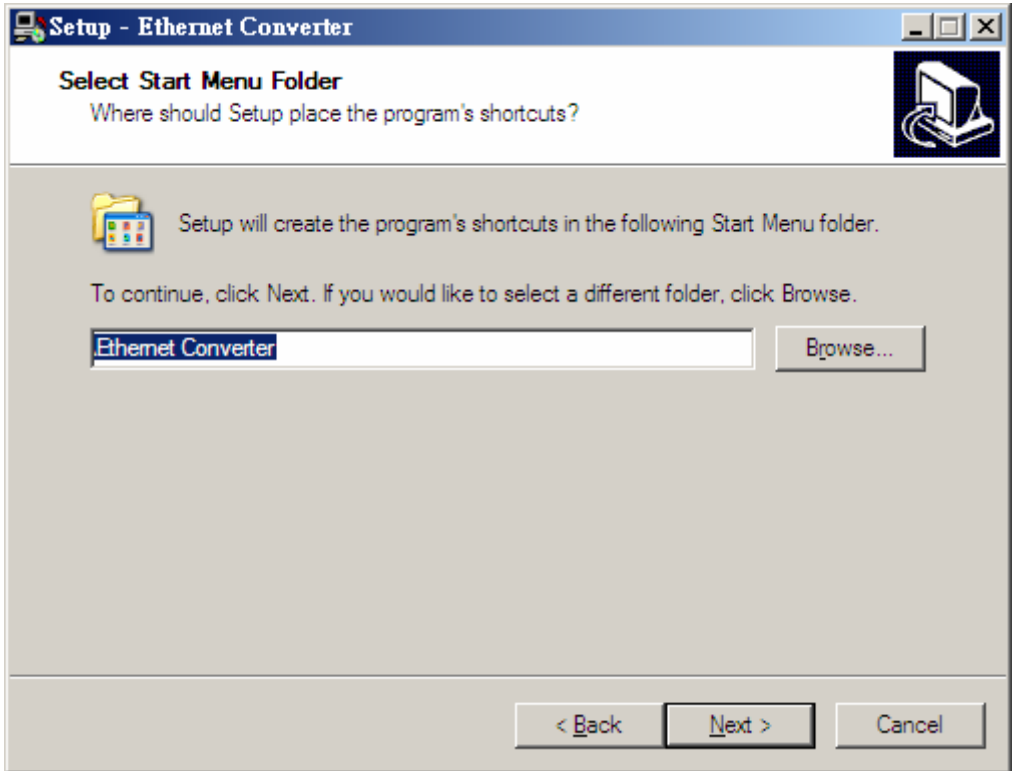 Setup - Ethernet Converter
Select Start Menu Folder
Where should Setup place the program's shortcuts?
Setup will create the program's shortcuts in the following Start Menu folder.
To continue, click Next. If you would like to select a different folder, click Browse.
.Ethernet Converter
Browse...
< Back
Next >
Cancel